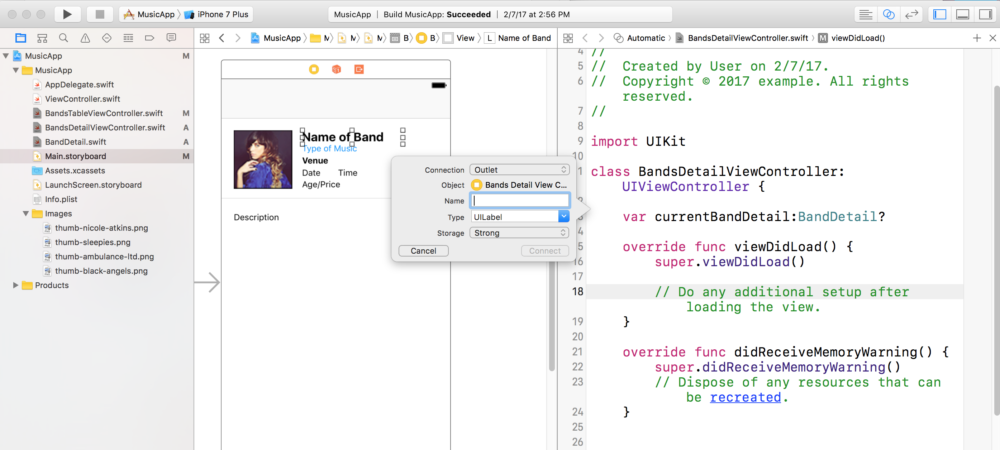 MusicApp
iPhone 7 Plus
MusicApp | Build MusicApp: Succeeded | 2/7/17 at 2:56 PM
MusicApp M M M B B View L Name of Band
Automatic BandsDetailViewController.swift M viewDidLoad()
MusicApp M
MusicApp
AppDelegate.swift
ViewController.swift
BandsTableViewController.swift M
BandsDetailViewController.swift A
BandDetail.swift A
Main.storyboard M
Assets.xcassets
LaunchScreen.storyboard
Info.plist
Images
thumb-nicole-atkins.png
thumb-sleepies.png
thumb-ambulance-ltd.png
thumb-black-angels.png
Products
Name of Band
Type of Music
Venue
Date Time
Age/Price
Description
Connection Outlet
Object Bands Detail View C...
Name
Type UILabel
Storage Strong
Cancel Connect
4 //
5 // Created by User on 2/7/17.
6 // Copyright © 2017 example. All rights
reserved.
7 //
8
9 import UIKit
10
1 class BandsDetailViewController:
UIViewController {
2
3 var currentBandDetail:BandDetail?
4
5 override func viewDidLoad() {
16 super.viewDidLoad()
17
18 // Do any additional setup after
loading the view.
19 }
20
21 override func didReceiveMemoryWarning() {
22 super.didReceiveMemoryWarning()
23 // Dispose of any resources that can
be recreated.
24 }
25
26